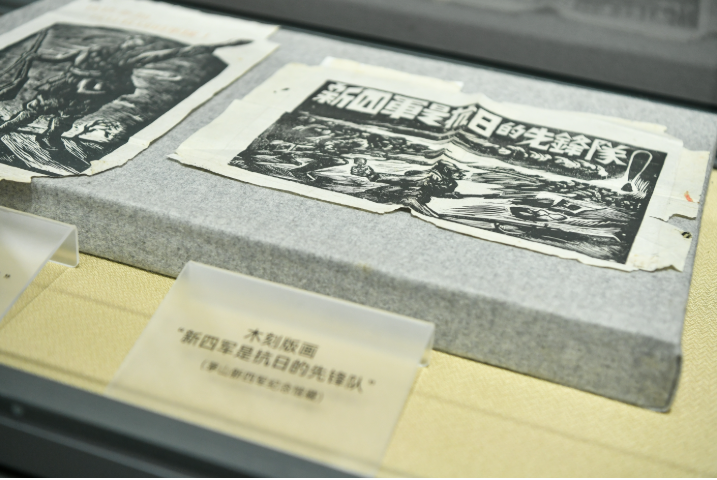 新四軍是抗日的先鋒隊！
木刻版画
“新四军是抗日的先锋队”
（茅山新四军纪念馆藏）